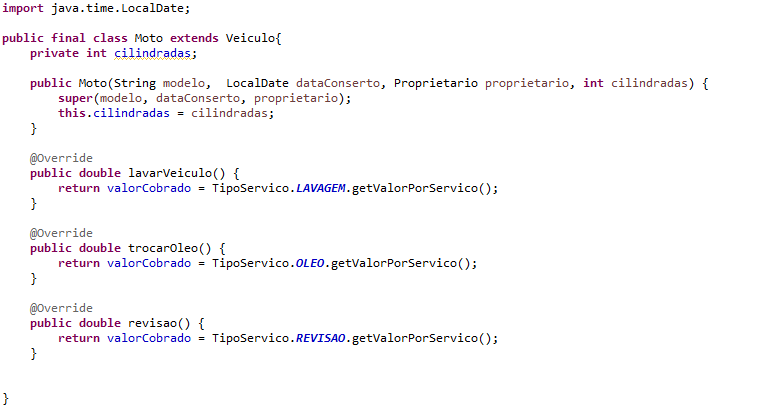 import java.time.LocalDate;
public final class Moto extends Veiculo{
private int cilindradas;
public Moto(String modelo,  LocalDate dataConserto, Proprietario proprietario, int cilindradas) {
super(modelo, dataConserto, proprietario);
this.cilindradas = cilindradas;
}
@Override
public double lavarVeiculo() {
return valorCobrado = TipoServico.LAVAGEM.getValorPorServico();
}
@Override
public double trocarOleo() {
return valorCobrado = TipoServico.OLEO.getValorPorServico();
}
@Override
public double revisao() {
return valorCobrado = TipoServico.REVISAO.getValorPorServico();
}
}